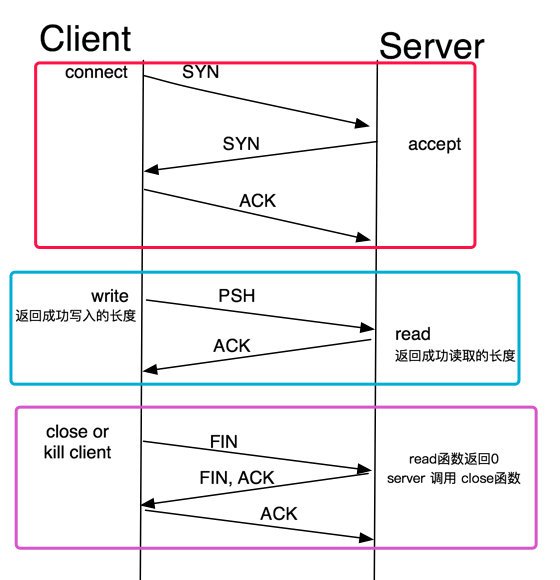 Client
Server
connect
SYN
SYN
accept
ACK
write
返回成功写入的长度
PSH
read
返回成功读取的长度
ACK
close or
kill client
FIN
read函数返回0
server 调用 close函数
FIN, ACK
ACK